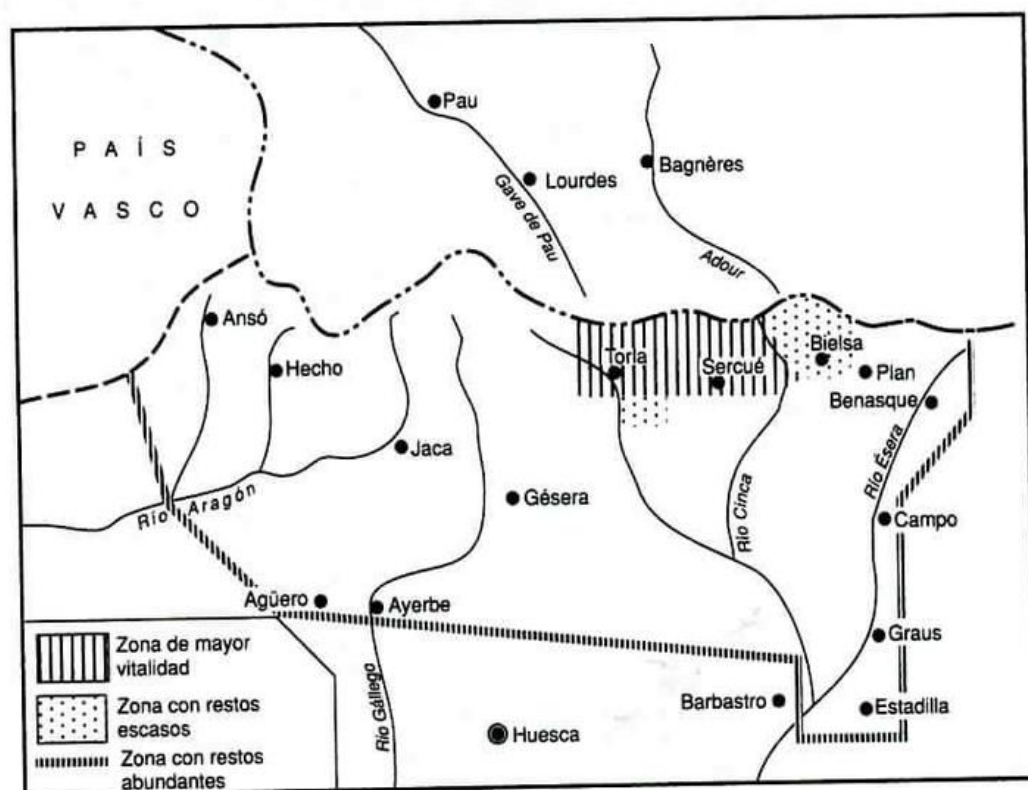 PAÍS
VASCO
Pau
Lourdes
Gave de Pau
Bagnères
Adour
Ansó
Hecho
Jaca
Río Aragón
Torla
Sercué
Bielsa
Plan
Benasque
Río Ésera
Gésera
Río Cinca
Campo
Agüero
Ayerbe
Graus
Río Gállego
Huesca
Barbastro
Estadilla
Zona de mayor
vitalidad
Zona con restos
escasos
Zona con restos
abundantes